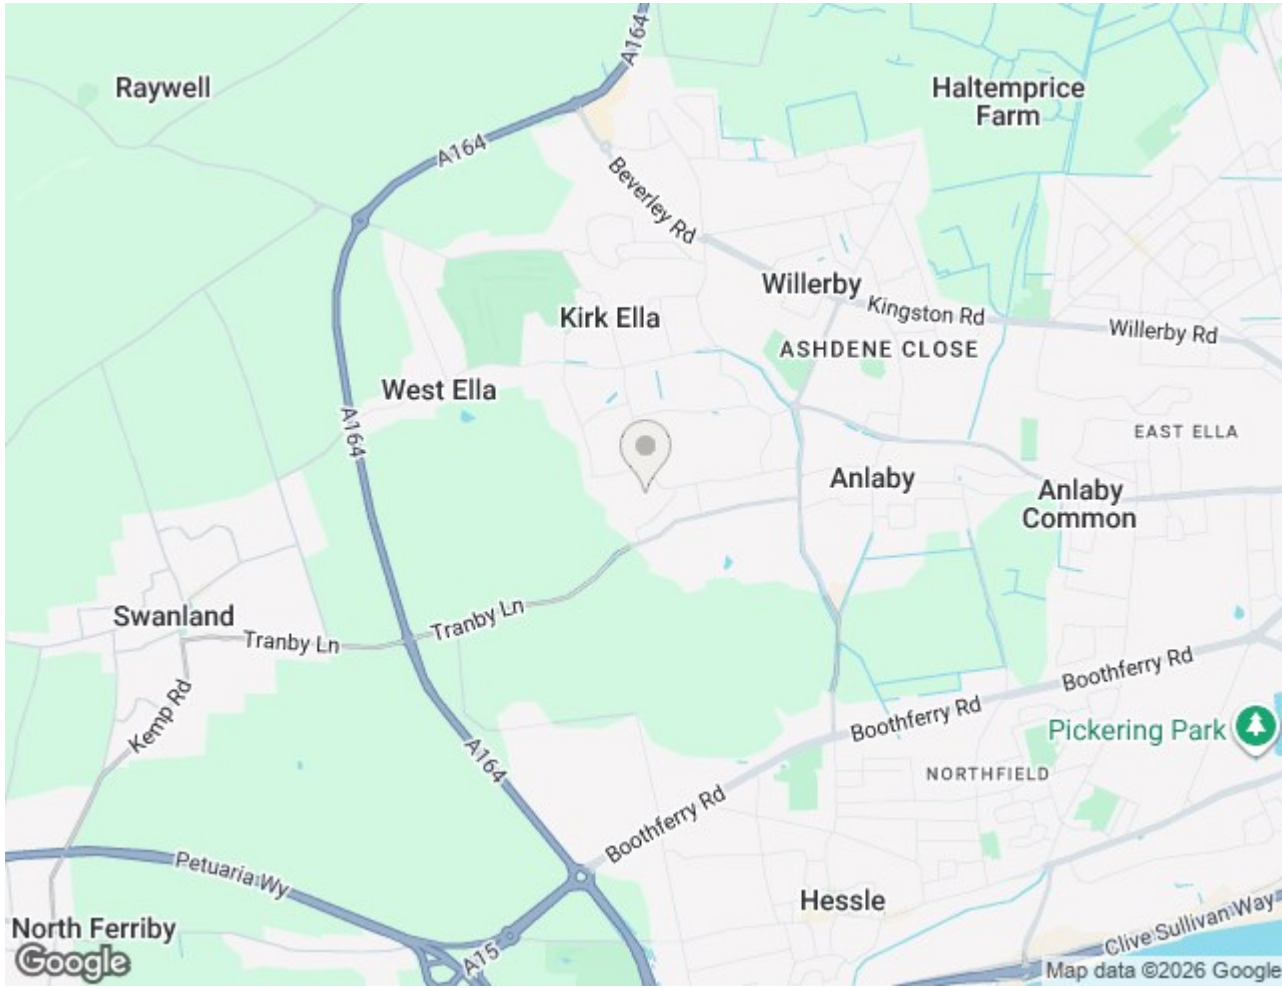 A164
Raywell
Haltemprice
Farm
A164
Beverley Rd
Willerby
Kingston Rd
Kirk Ella
Willerby Rd
ASHDENE CLOSE
West Ella
A164
EAST ELLA
Anlaby
Anlaby
Common
Swanland
Tranby Ln
Tranby Ln
Boothferry Rd
Kemp Rd
Boothferry Rd
Pickering Park
A164
NORTHFIELD
Boothferry Rd
Petuaria Wy
Hessle
North Ferriby
Clive Sullivan Way
A15
Google
Map data ©2026 Google